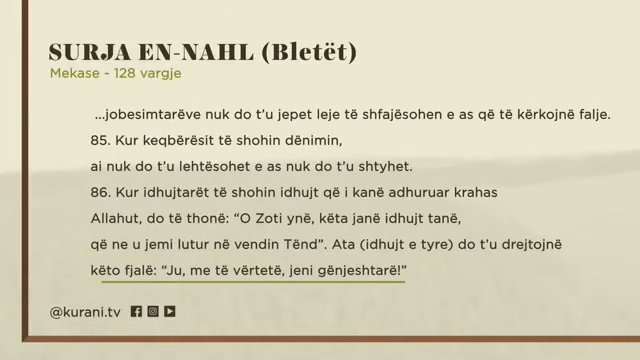 SURJA EN-NAHL (Bletët)
Mekase - 128 vargje
...jobesimtarëve nuk do t’u jepet leje të shfajësohen e as që të kërkojnë falje.
85. Kur keqbërësit të shohin dënimin,
ai nuk do t’u lehtësohet e as nuk do t’u shtyhet.
86. Kur idhujtarët të shohin idhujt që i kanë adhuruar krahas
Allahut, do të thonë: “O Zoti ynë, këta janë idhujt tanë,
që ne u jemi lutur në vendin Tënd”. Ata (idhujt e tyre) do t’u drejtojnë
këto fjalë: “Ju, me të vërtetë, jeni gënjeshtarë!”
@kurani.tv